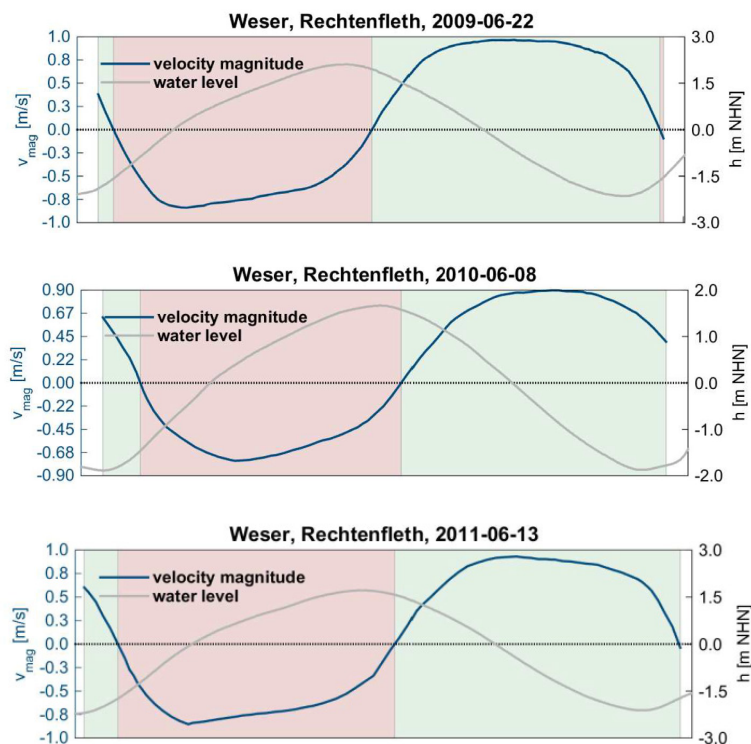 Weser, Rechtenfleth, 2009-06-22
1.0
0.8
0.5
0.3
0.0
-0.3
-0.5
-0.8
-1.0
v_mag [m/s]
velocity magnitude
water level
3.0
1.5
0.0
-1.5
-3.0
h [m NHN]
Weser, Rechtenfleth, 2010-06-08
0.90
0.67
0.45
0.22
0.00
-0.22
-0.45
-0.68
-0.90
v_mag [m/s]
velocity magnitude
water level
2.0
1.0
0.0
-1.0
-2.0
h [m NHN]
Weser, Rechtenfleth, 2011-06-13
1.0
0.8
0.5
0.3
0.0
-0.3
-0.5
-0.8
-1.0
v_mag [m/s]
velocity magnitude
water level
3.0
1.5
0.0
-1.5
-3.0
h [m NHN]